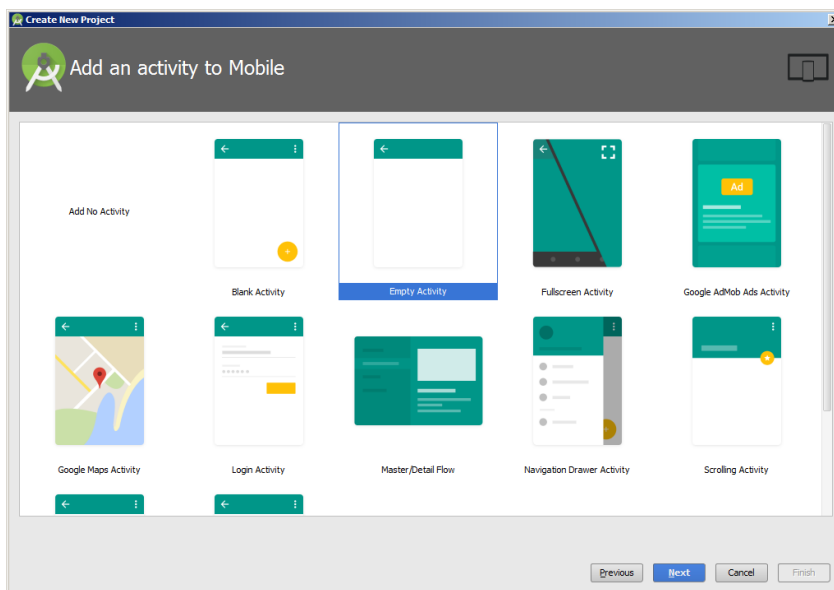 Create New Project
Add an activity to Mobile
Add No Activity
Blank Activity
Empty Activity
Fullscreen Activity
Ad
Google AdMob Ads Activity
Google Maps Activity
Login Activity
Master/Detail Flow
Navigation Drawer Activity
Scrolling Activity
Previous
Next
Cancel
Finish